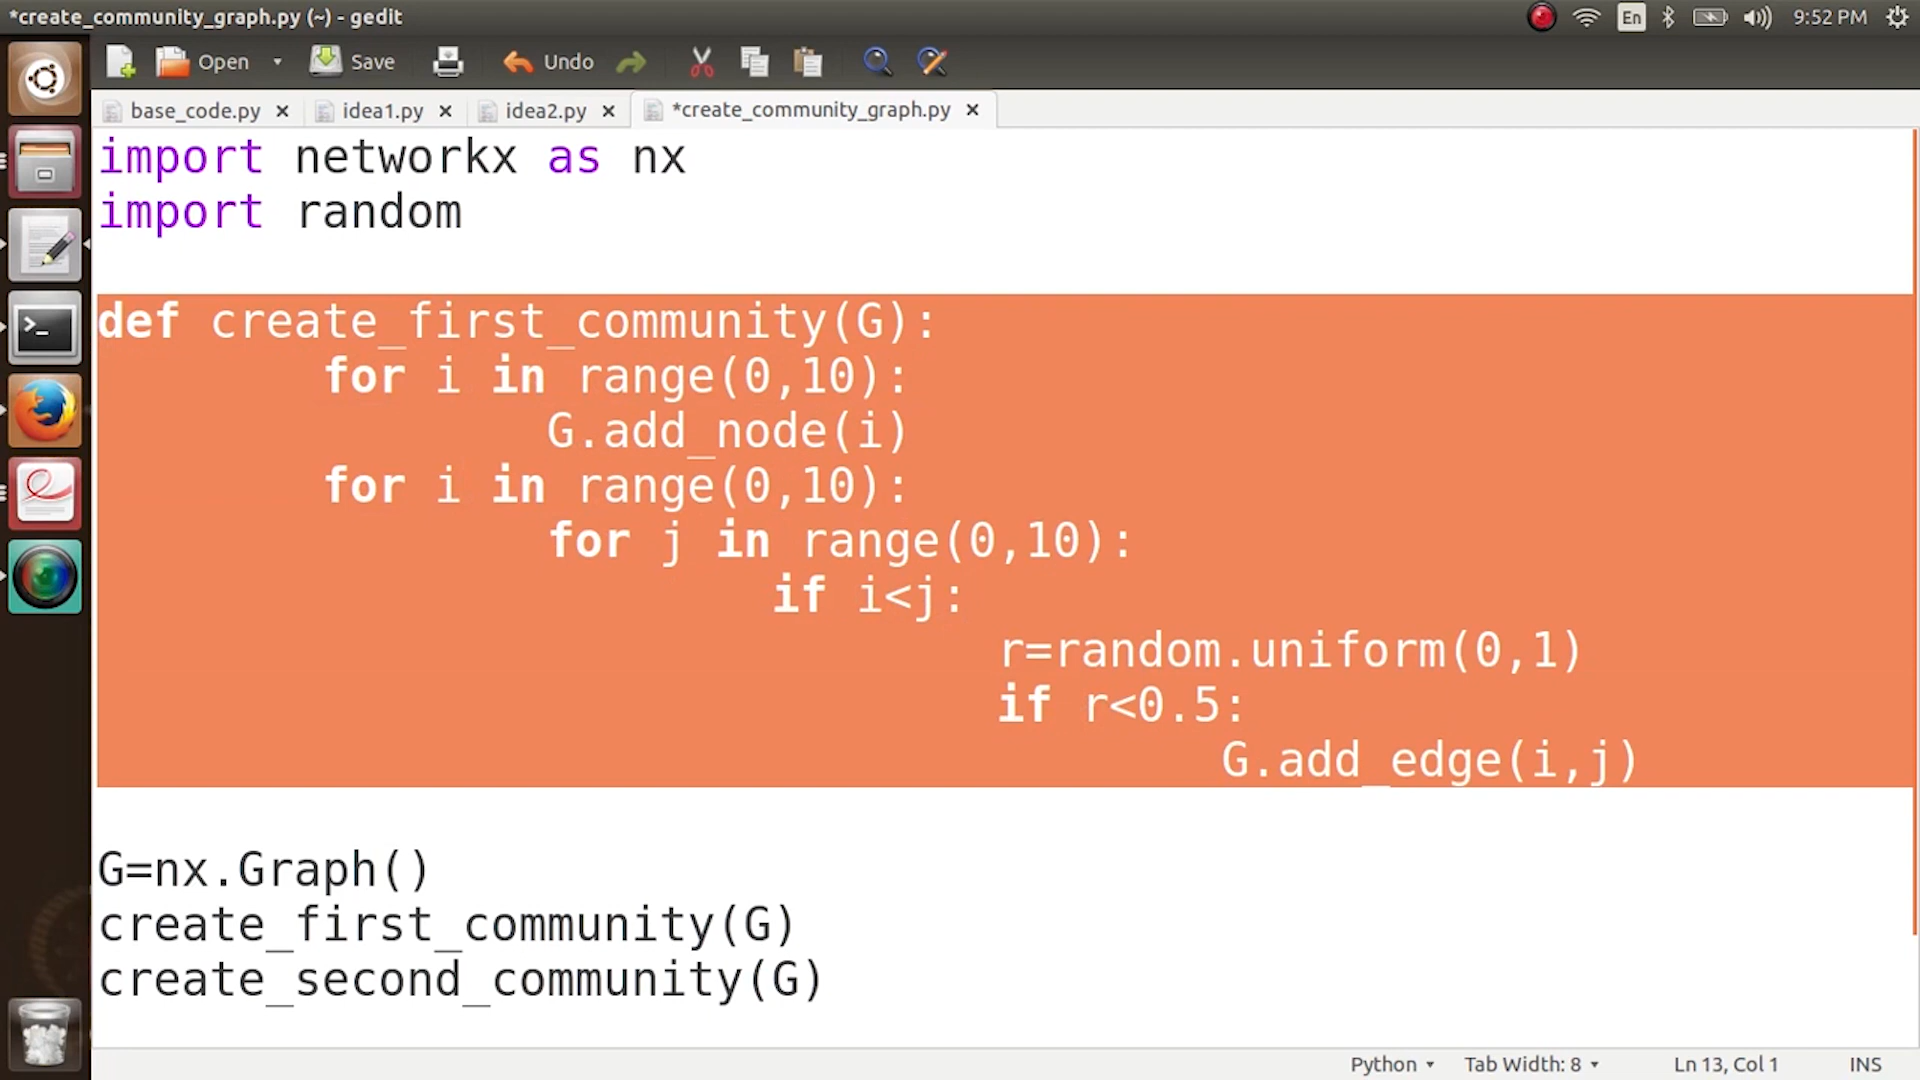 *create_community_graph.py (~) - gedit
En 9:52 PM
Open Save Undo
base_code.py idea1.py idea2.py *create_community_graph.py
import networkx as nx
import random
def create_first_community(G):
for i in range(0,10):
G.add_node(i)
for i in range(0,10):
for j in range(0,10):
if i<j:
r=random.uniform(0,1)
if r<0.5:
G.add_edge(i,j)
G=nx.Graph()
create_first_community(G)
create_second_community(G)
Python Tab Width: 8 Ln 13, Col 1 INS